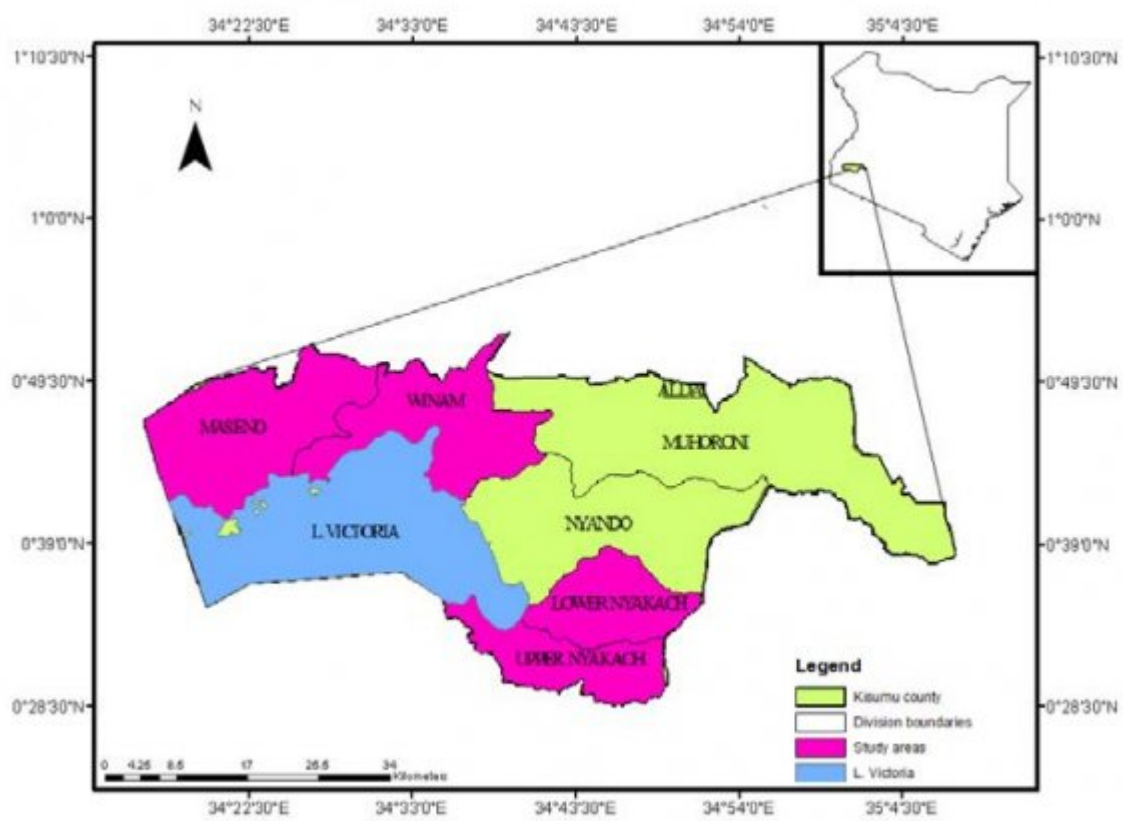 34°22'30"E 34°33'0"E 34°43'30"E 34°54'0"E 35°4'30"E
1°10'30"N 1°10'30"N
N
1°0'0"N 1°0'0"N
0°49'30"N 0°49'30"N
WINAM
MASENO
MUHORONI
L. VICTORIA
NYANDO
0°39'0"N 0°39'0"N
LOWER NYAKACH
UPPER NYAKACH
Legend
Kisumu county
0°28'30"N 0°28'30"N
Division boundaries
Study areas
L. Victoria
0 4.25 8.5 17 25.5 34
Kilometers
34°22'30"E 34°33'0"E 34°43'30"E 34°54'0"E 35°4'30"E